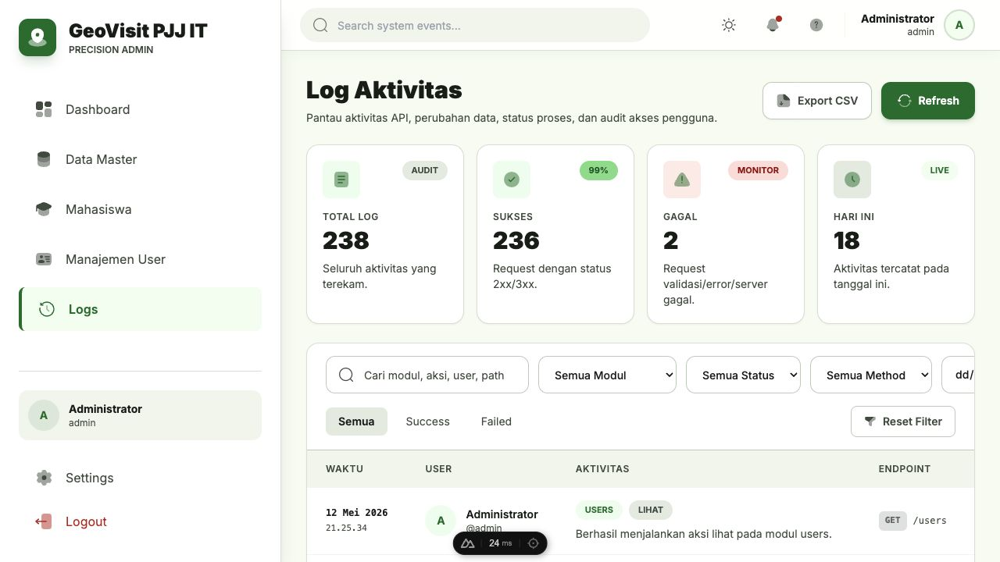 GeoVisit PJJ IT
PRECISION ADMIN
Dashboard
Data Master
Mahasiswa
Manajemen User
Logs
A
Administrator
admin
Settings
Logout
Search system events...
?
Administrator
admin
A
Log Aktivitas
Pantau aktivitas API, perubahan data, status proses, dan audit akses pengguna.
Export CSV
Refresh
AUDIT
TOTAL LOG
238
Seluruh aktivitas yang
terekam.
99%
SUKSES
236
Request dengan status
2xx/3xx.
MONITOR
GAGAL
2
Request
validasi/error/server
gagal.
LIVE
HARI INI
18
Aktivitas tercatat pada
tanggal ini.
Cari modul, aksi, user, path
Semua Modul
Semua Status
Semua Method
dd/
Semua
Success
Failed
Reset Filter
WAKTU USER AKTIVITAS ENDPOINT
12 Mei 2026
21.25.34
A
Administrator
@admin
USERS LIHAT
Berhasil menjalankan aksi lihat pada modul users.
GET /users
24 ms